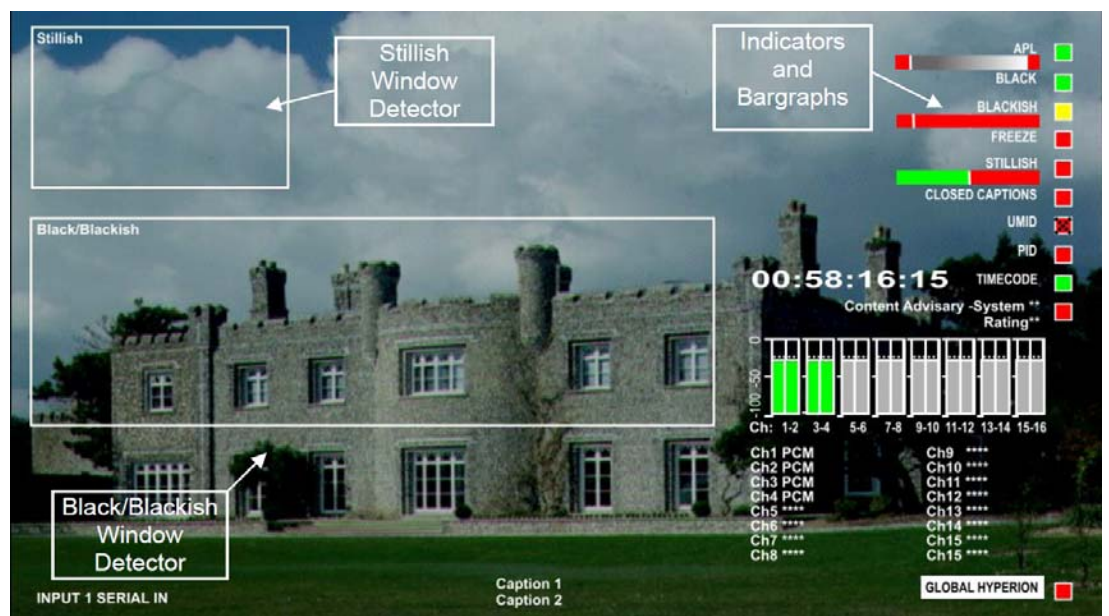 Stillish
Stillish
Window
Detector
Indicators
and
Bargraphs
APL
BLACK
BLACKISH
FREEZE
STILLISH
CLOSED CAPTIONS
UMID
PID
00:58:16:15 TIMECODE
Content Advisary -System **
Rating**
Black/Blackish
0
-50
-100
Ch: 1-2 3-4 5-6 7-8 9-10 11-12 13-14 15-16
Ch1 PCM Ch9 ****
Ch2 PCM Ch10 ****
Ch3 PCM Ch11 ****
Ch4 PCM Ch12 ****
Ch5 **** Ch13 ****
Ch6 **** Ch14 ****
Ch7 **** Ch15 ****
Ch8 **** Ch15 ****
Black/Blackish
Window
Detector
INPUT 1 SERIAL IN
Caption 1
Caption 2
GLOBAL HYPERION